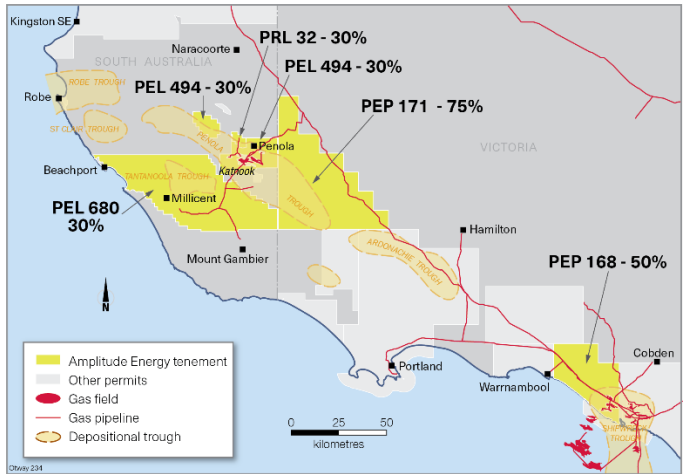 Kingston SE
Naracoorte
PRL 32 - 30%
SOUTH AUSTRALIA
PEL 494 - 30%
ROBE TROUGH
PEL 494 - 30%
Robe
PEP 171 - 75%
ST CLAIR TROUGH
PENOLA
Penola
VICTORIA
Beachport
Katnook
TANTANOOLA TROUGH
Millicent
TROUGH
PEL 680
30%
Hamilton
ARDONACHIE TROUGH
Mount Gambier
PEP 168 - 50%
N
Cobden
Amplitude Energy tenement
Other permits
Gas field
Gas pipeline
Depositional trough
Portland
Warrnambool
0 25 50
kilometres
TROUGH
Otway 234